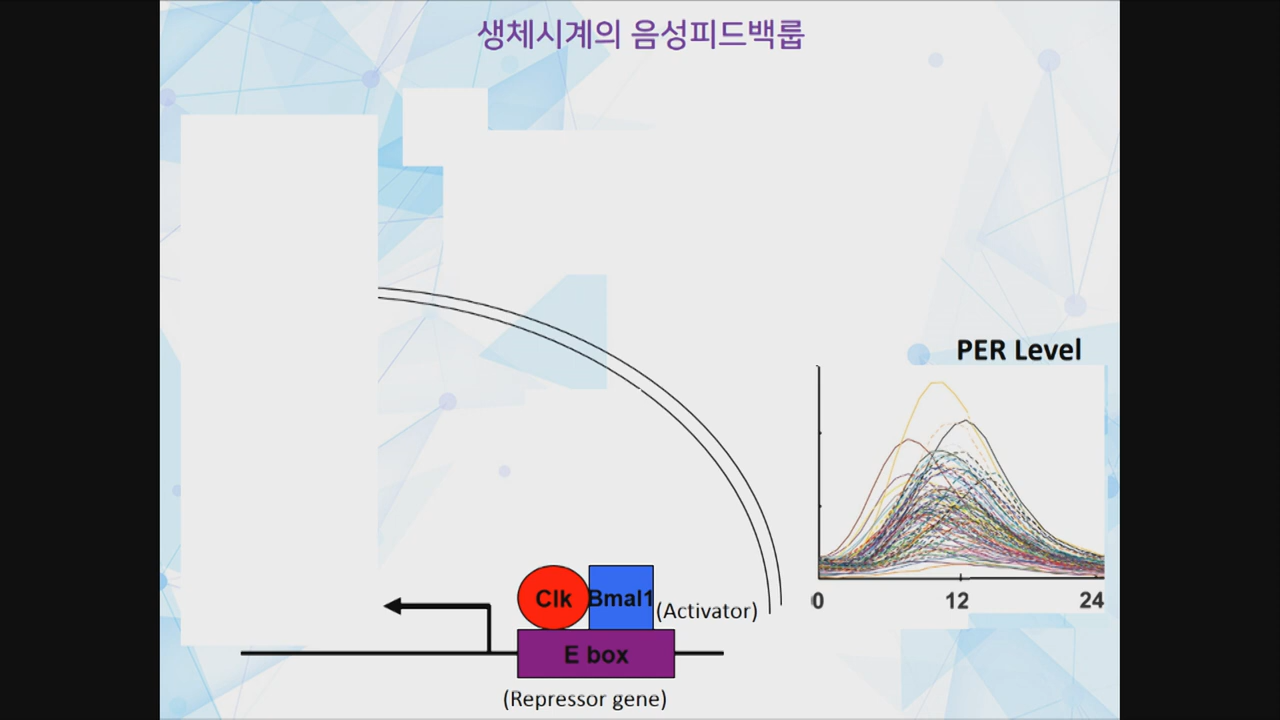 생체시계의 음성피드백룹
PER Level
Clk
Bmal1
(Activator)
E box
(Repressor gene)
0
12
24